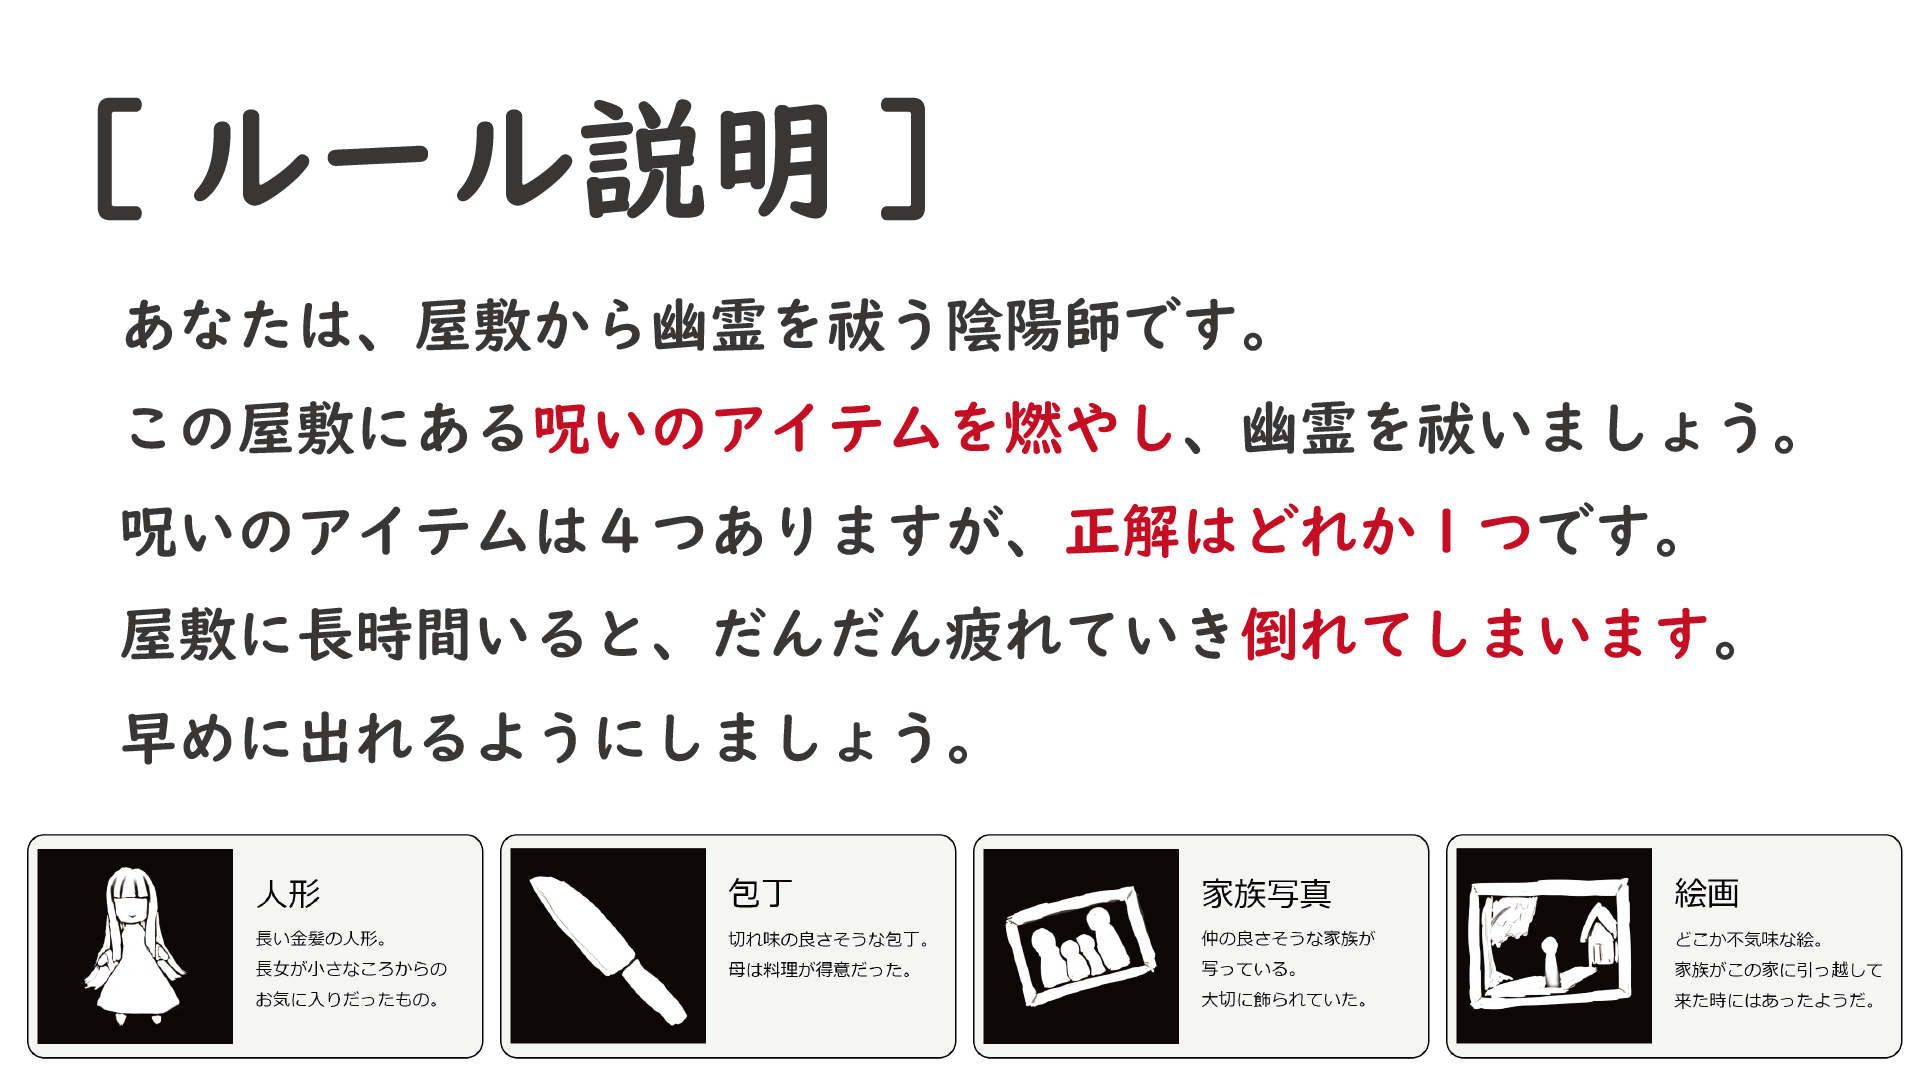 [ ルール説明 ]
あなたは、屋敷から幽霊を祓う陰陽師です。
この屋敷にある呪いのアイテムを燃やし、幽霊を祓いましょう。
呪いのアイテムは4つありますが、正解はどれか1つです。
屋敷に長時間いると、だんだん疲れていき倒れてしまいます。
早めに出れるようにしましょう。
人形
長い金髪の人形。
長女が小さなころからの
お気に入りだったもの。
包丁
切れ味の良さそうな包丁。
母は料理が得意だった。
家族写真
仲の良さそうな家族が
写っている。
大切に飾られていた。
絵画
どこか不気味な絵。
家族がこの家に引っ越して
来た時にはあったようだ。